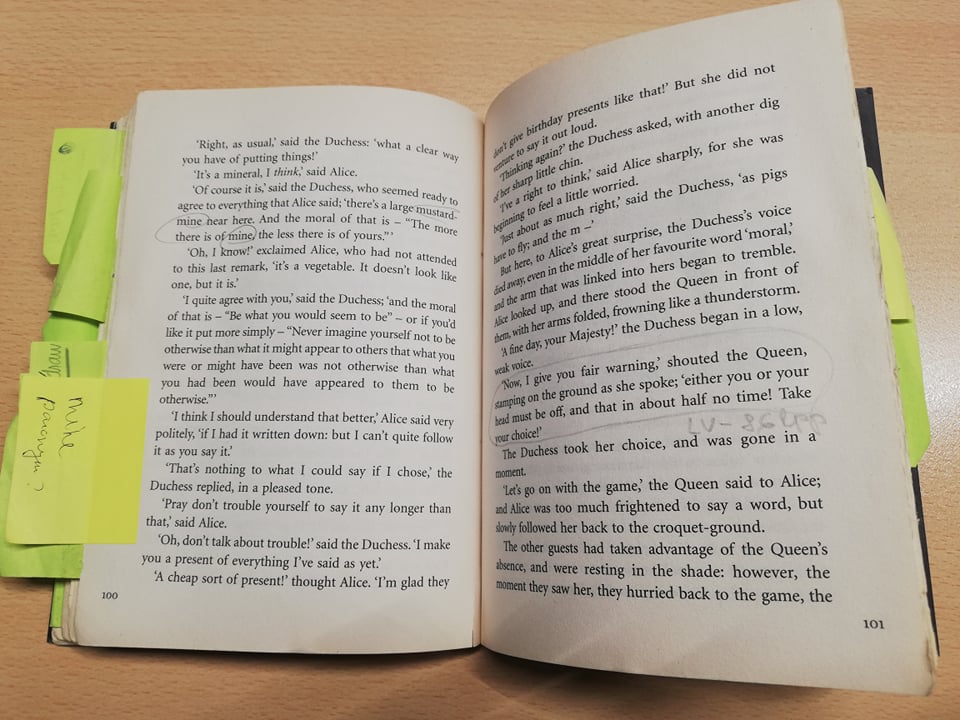 'Right, as usual,' said the Duchess: 'what a clear way
you have of putting things!'
'It's a mineral, I think,' said Alice.
'Of course it is,' said the Duchess, who seemed ready to
agree to everything that Alice said; 'there's a large mustard-
mine near here. And the moral of that is – "The more
there is of mine, the less there is of yours."'
'Oh, I know!' exclaimed Alice, who had not attended
to this last remark, 'it's a vegetable. It doesn't look like
one, but it is.'
'I quite agree with you,' said the Duchess; 'and the moral
of that is – "Be what you would seem to be" – or if you'd
like it put more simply – "Never imagine yourself not to be
otherwise than what it might appear to others that what you
were or might have been was not otherwise than what
you had been would have appeared to them to be
otherwise."'
'I think I should understand that better,' Alice said very
politely, 'if I had it written down: but I can't quite follow
it as you say it.'
'That's nothing to what I could say if I chose,' the
Duchess replied, in a pleased tone.
'Pray don't trouble yourself to say it any longer than
that,' said Alice.
'Oh, don't talk about trouble!' said the Duchess. 'I make
you a present of everything I've said as yet.'
'A cheap sort of present!' thought Alice. 'I'm glad they
100
mine
paronym?
don't give birthday presents like that!' But she did not
venture to say it out loud.
'Thinking again?' the Duchess asked, with another dig
of her sharp little chin.
'I've a right to think,' said Alice sharply, for she was
beginning to feel a little worried.
'Just about as much right,' said the Duchess, 'as pigs
have to fly; and the m –'
But here, to Alice's great surprise, the Duchess's voice
died away, even in the middle of her favourite word 'moral,'
and the arm that was linked into hers began to tremble.
Alice looked up, and there stood the Queen in front of
them, with her arms folded, frowning like a thunderstorm.
'A fine day, your Majesty!' the Duchess began in a low,
weak voice.
'Now, I give you fair warning,' shouted the Queen,
stamping on the ground as she spoke; 'either you or your
head must be off, and that in about half no time! Take
your choice!'
The Duchess took her choice, and was gone in a
moment.
'Let's go on with the game,' the Queen said to Alice;
and Alice was too much frightened to say a word, but
slowly followed her back to the croquet-ground.
The other guests had taken advantage of the Queen's
absence, and were resting in the shade: however, the
moment they saw her, they hurried back to the game, the
101